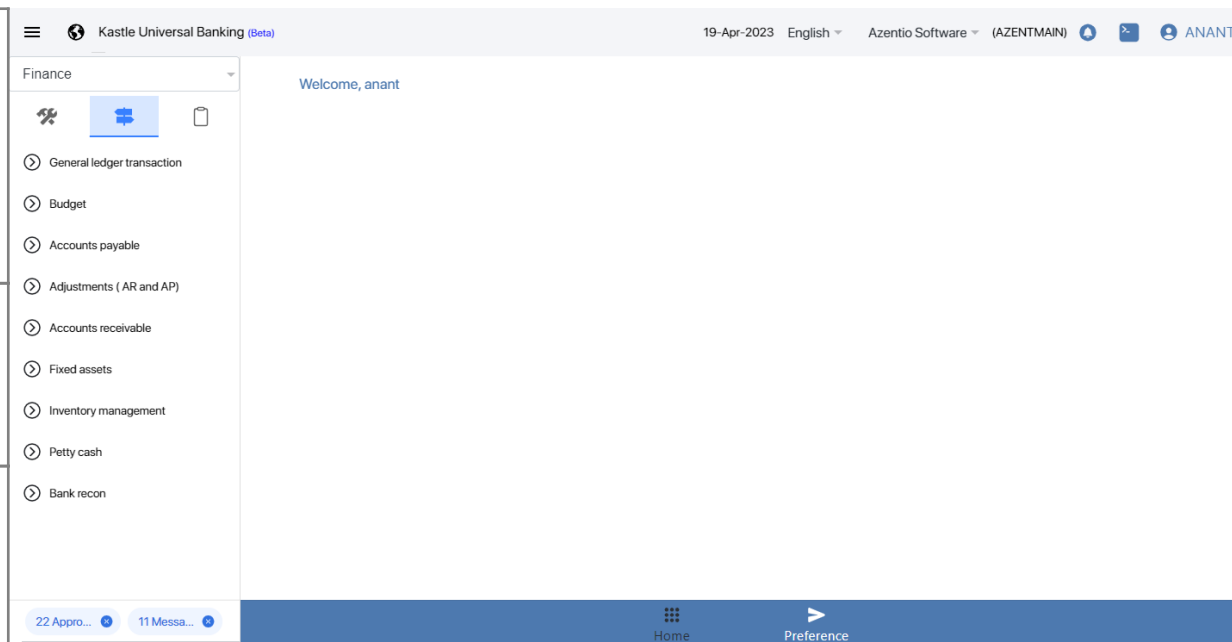 Kastle Universal Banking (Beta) 19-Apr-2023 English Azentio Software (AZENTMAIN) ANANT
Finance
Welcome, anant
General ledger transaction
Budget
Accounts payable
Adjustments ( AR and AP)
Accounts receivable
Fixed assets
Inventory management
Petty cash
Bank recon
22 Appro... 11 Messa...
Home Preference